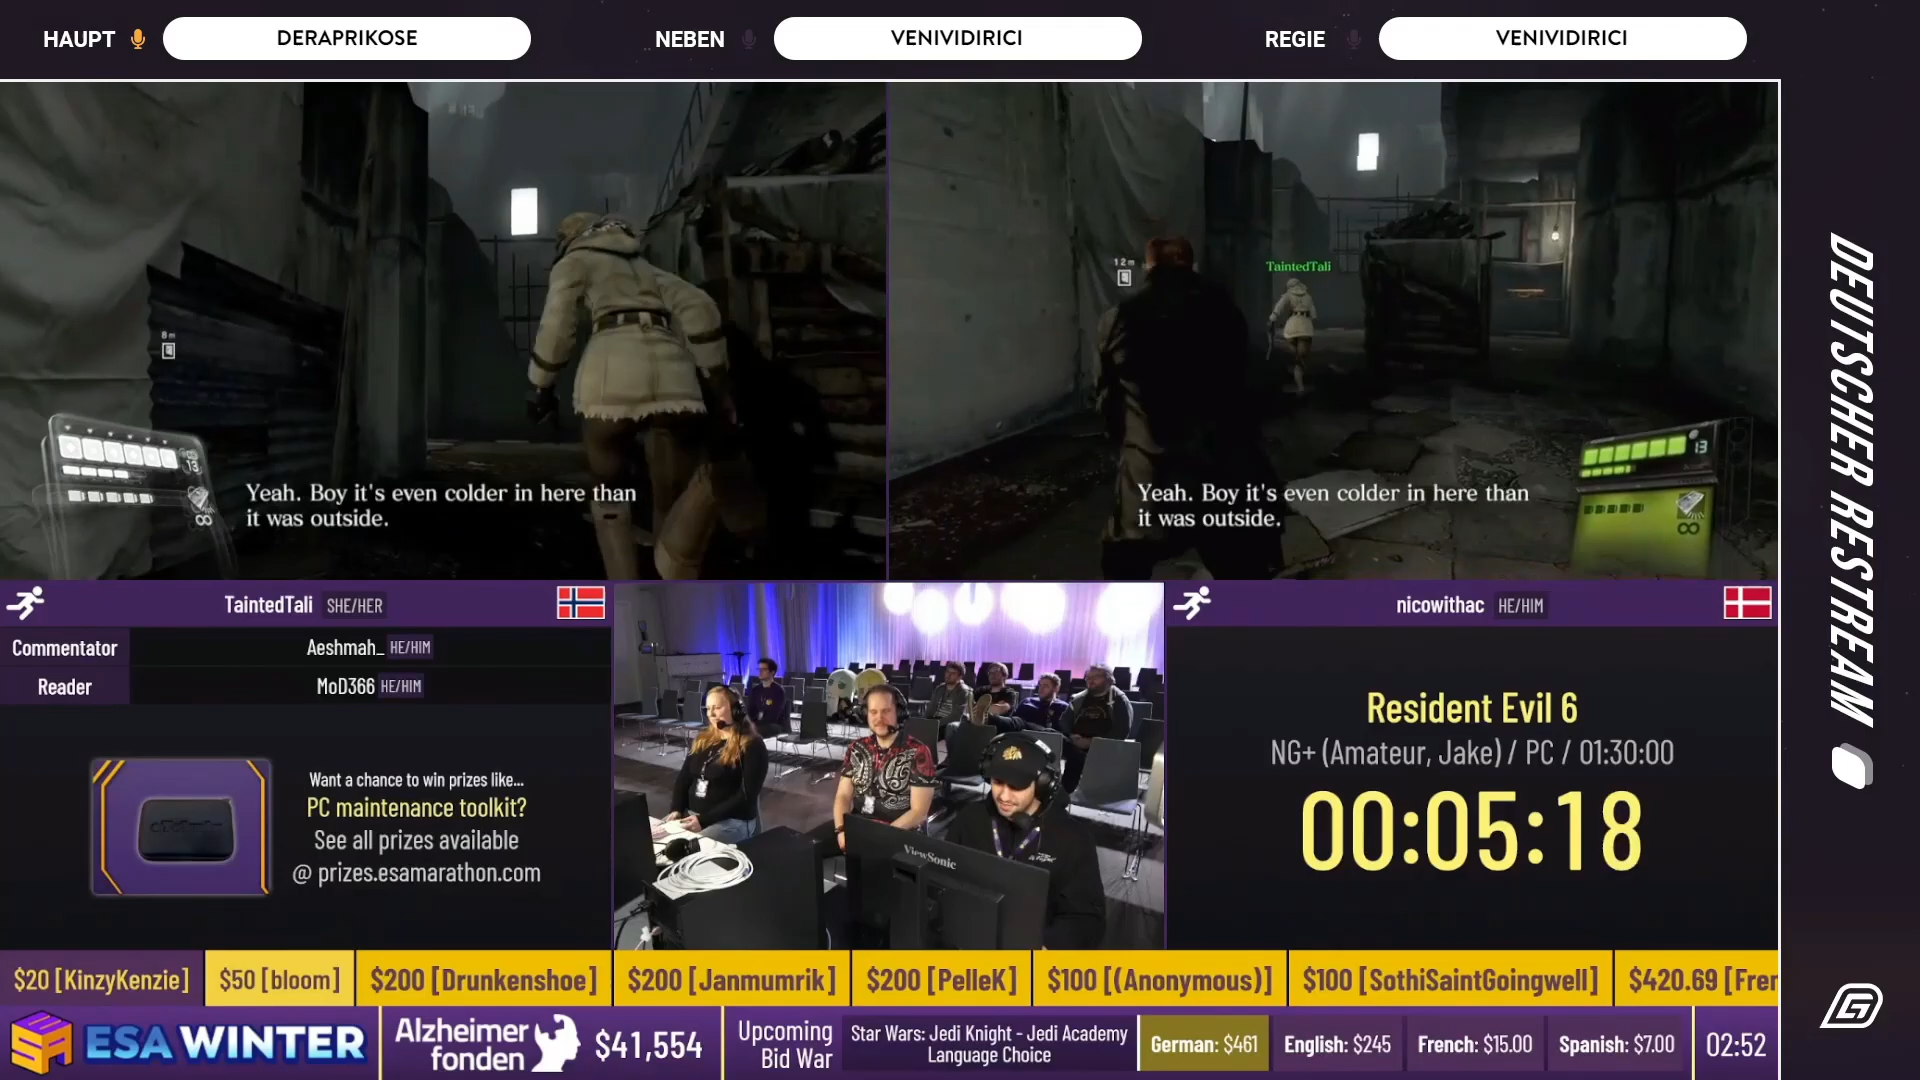 HAUPT DERAPRIKOSE NEBEN VENIVIDIRICI REGIE VENIVIDIRICI
8m
Yeah. Boy it's even colder in here than
it was outside.
12m
TaintedTali
13
Yeah. Boy it's even colder in here than
it was outside.
TaintedTali SHE/HER
Commentator Aeshmah_ HE/HIM
Reader MoD366 HE/HIM
Want a chance to win prizes like...
PC maintenance toolkit?
See all prizes available
@ prizes.esamarathon.com
ViewSonic
nicowithac HE/HIM
Resident Evil 6
NG+ (Amateur, Jake) / PC / 01:30:00
00:05:18
$20 [KinzyKenzie] $50 [bloom] $200 [Drunkenshoe] $200 [Janmumrik] $200 [PelleK] $100 [(Anonymous)] $100 [SothiSaintGoingwell] $420.69 [Fren
ESA WINTER
Alzheimer
fonden
$41,554
Upcoming
Bid War
Star Wars: Jedi Knight - Jedi Academy
Language Choice
German: $461 English: $245 French: $15.00 Spanish: $7.00
02:52
DEUTSCHER RESTREAM